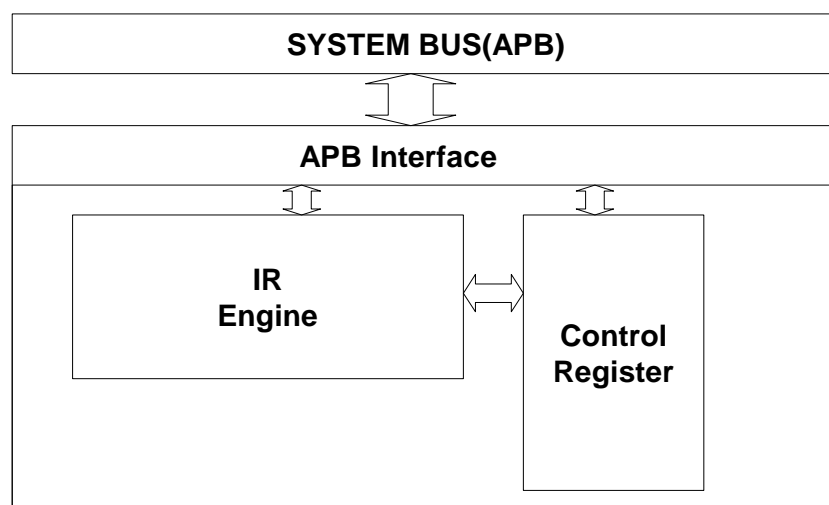 SYSTEM BUS(APB)
APB Interface
IR
Engine
Control
Register